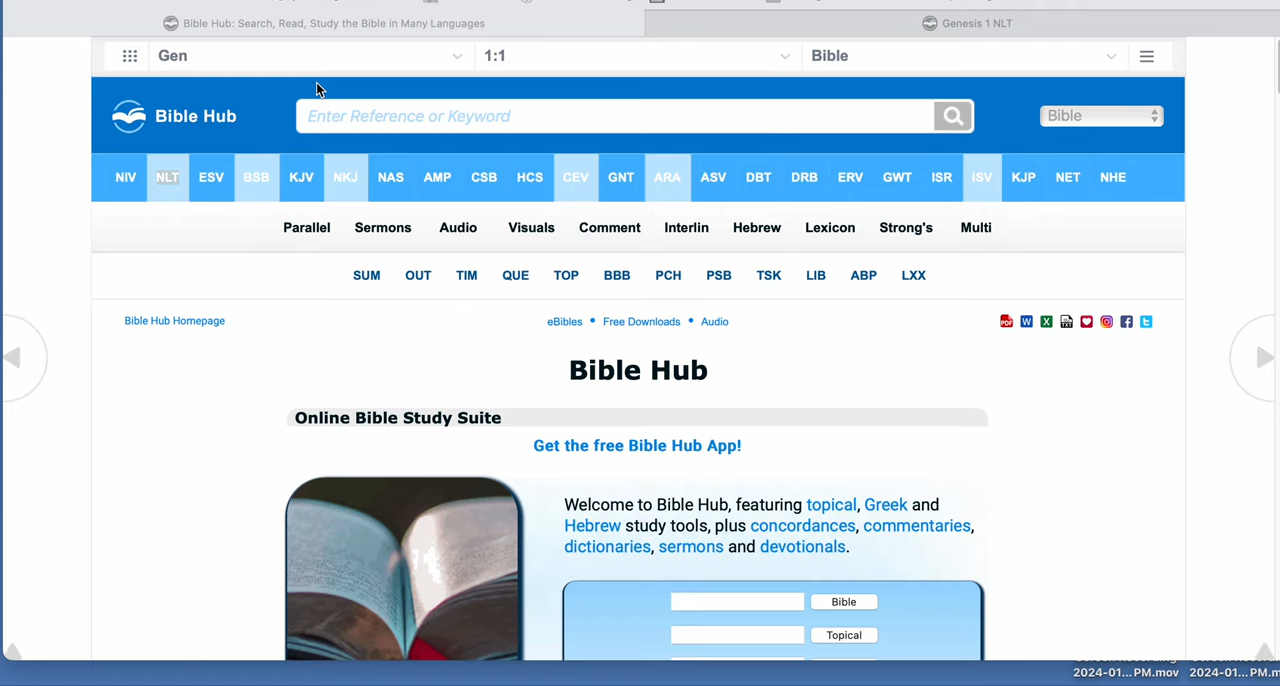 Bible Hub: Search, Read, Study the Bible in Many Languages
Genesis 1 NLT
Gen 1:1 Bible
Bible Hub Enter Reference or Keyword Bible
NIV NLT ESV BSB KJV NKJ NAS AMP CSB HCS CEV GNT ARA ASV DBT DRB ERV GWT ISR ISV KJP NET NHE
Parallel Sermons Audio Visuals Comment Interlin Hebrew Lexicon Strong's Multi
SUM OUT TIM QUE TOP BBB PCH PSB TSK LIB ABP LXX
Bible Hub Homepage eBibles • Free Downloads • Audio
Bible Hub
Online Bible Study Suite
Get the free Bible Hub App!
Welcome to Bible Hub, featuring topical, Greek and
Hebrew study tools, plus concordances, commentaries,
dictionaries, sermons and devotionals.
Bible
Topical
2024-01...PM.mov